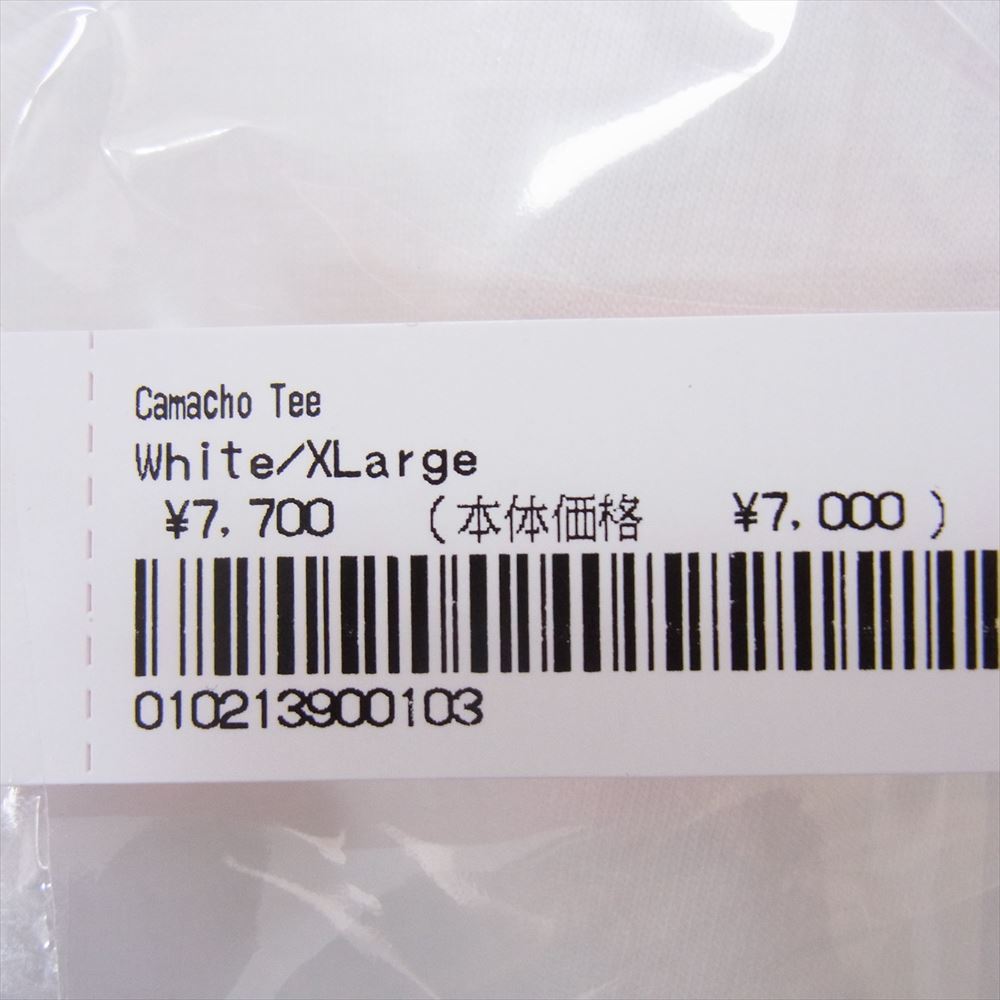 Camacho Tee
White/XLarge
¥7,700 (本体価格 ¥7,000)
010213900103